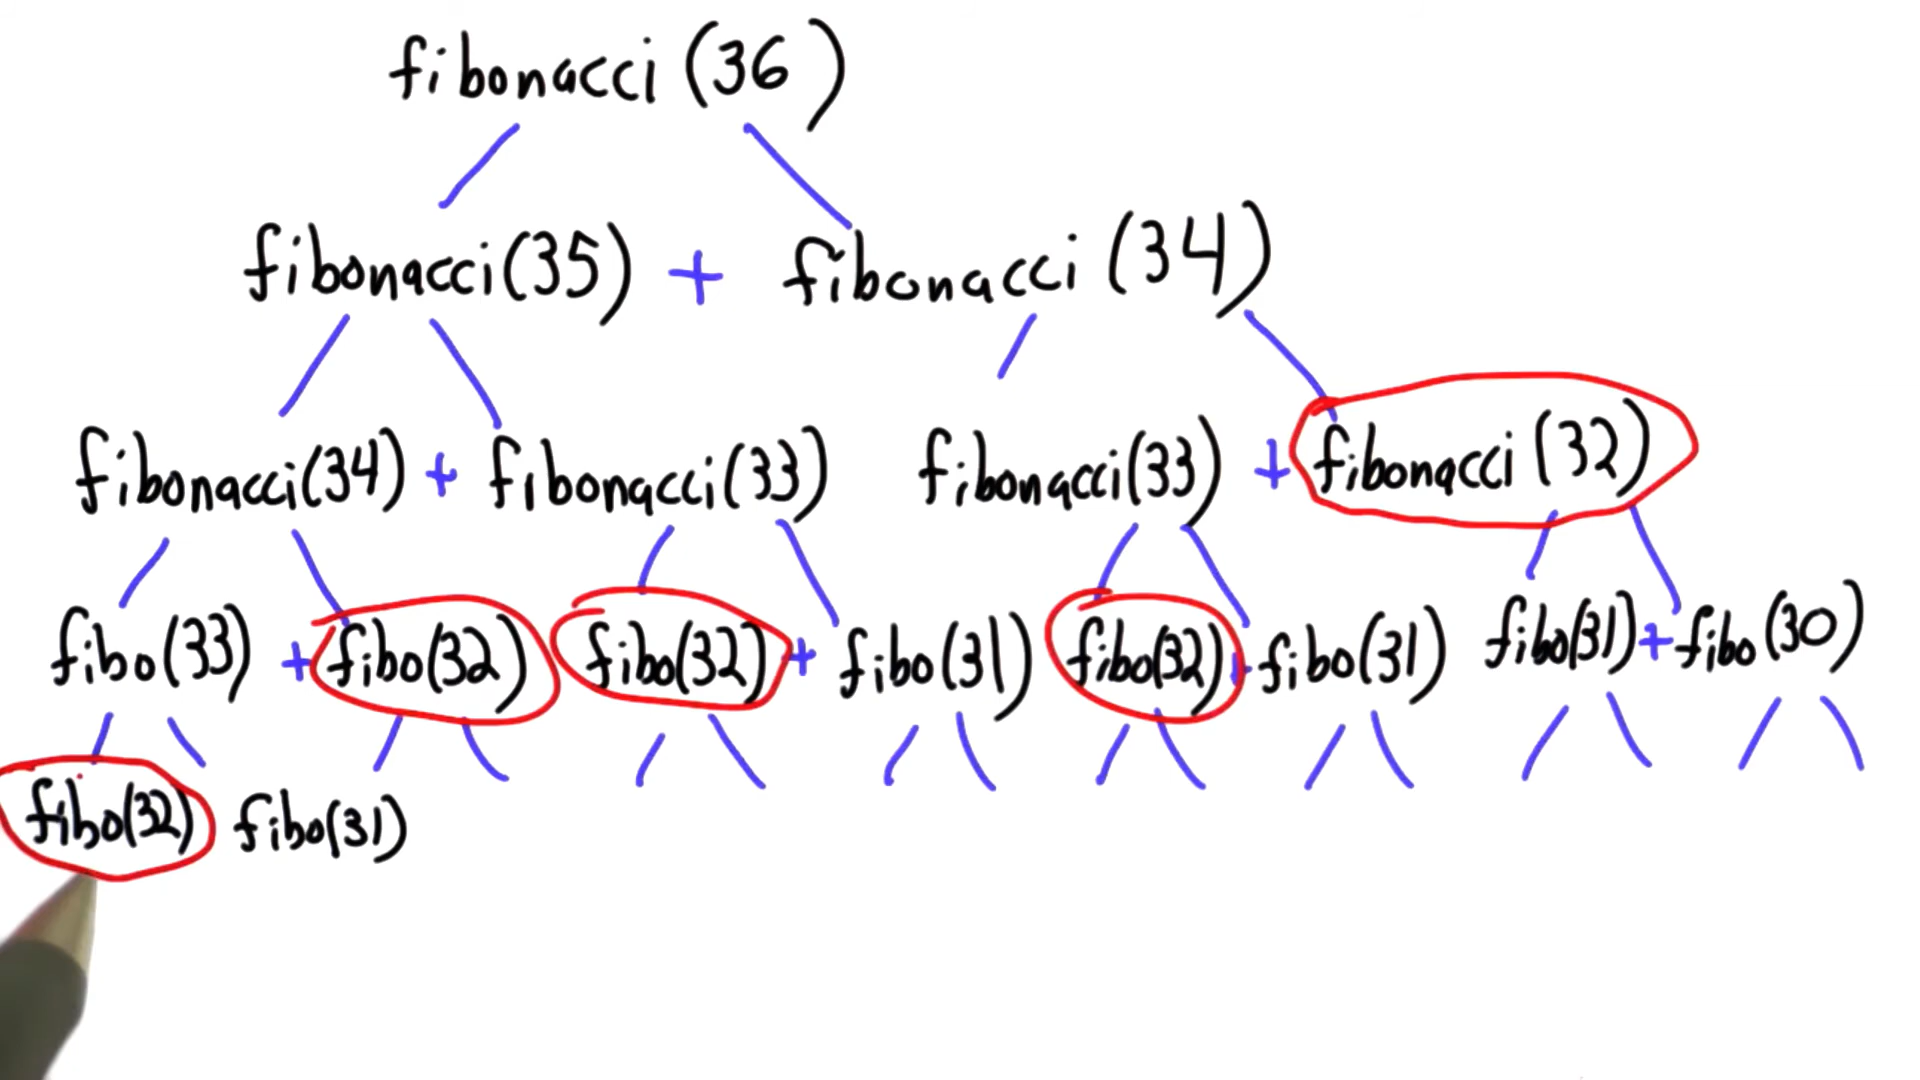 fibonacci (36)
fibonacci(35) + fibonacci (34)
fibonacci(34) + fibonacci(33) fibonacci(33) + fibonacci (32)
fibo(33) + fibo(32) fibo(32) + fibo(31) fibo(32) + fibo(31) fibo(31) + fibo(30)
fibo(32) fibo(31)